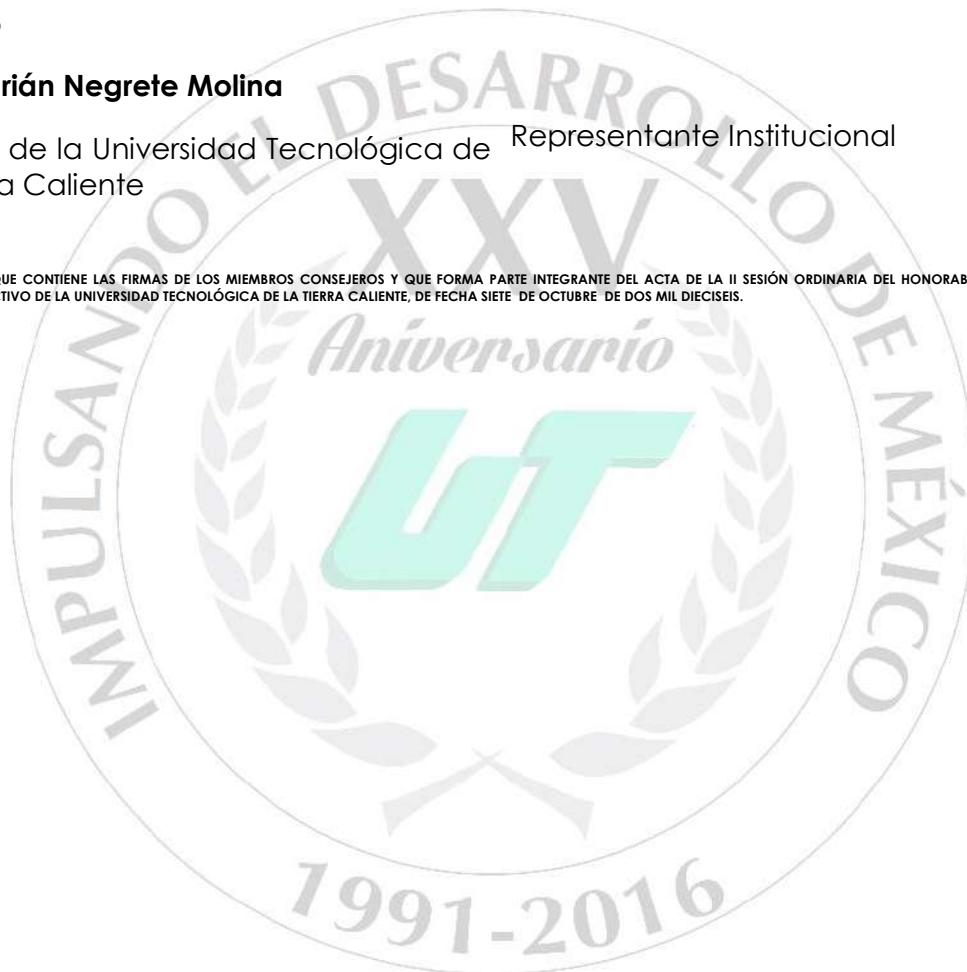 rián Negrete Molina
de la Universidad Tecnológica de
Representante Institucional
a Caliente
UE CONTIENE LAS FIRMAS DE LOS MIEMBROS CONSEJEROS Y QUE FORMA PARTE INTEGRANTE DEL ACTA DE LA II SESIÓN ORDINARIA DEL HONORAB
TIVO DE LA UNIVERSIDAD TECNOLÓGICA DE LA TIERRA CALIENTE, DE FECHA SIETE DE OCTUBRE DE DOS MIL DIECISEIS.
IMPULSANDO EL DESARROLLO DE MÉXICO
XXV
Aniversario
UT
1991-2016